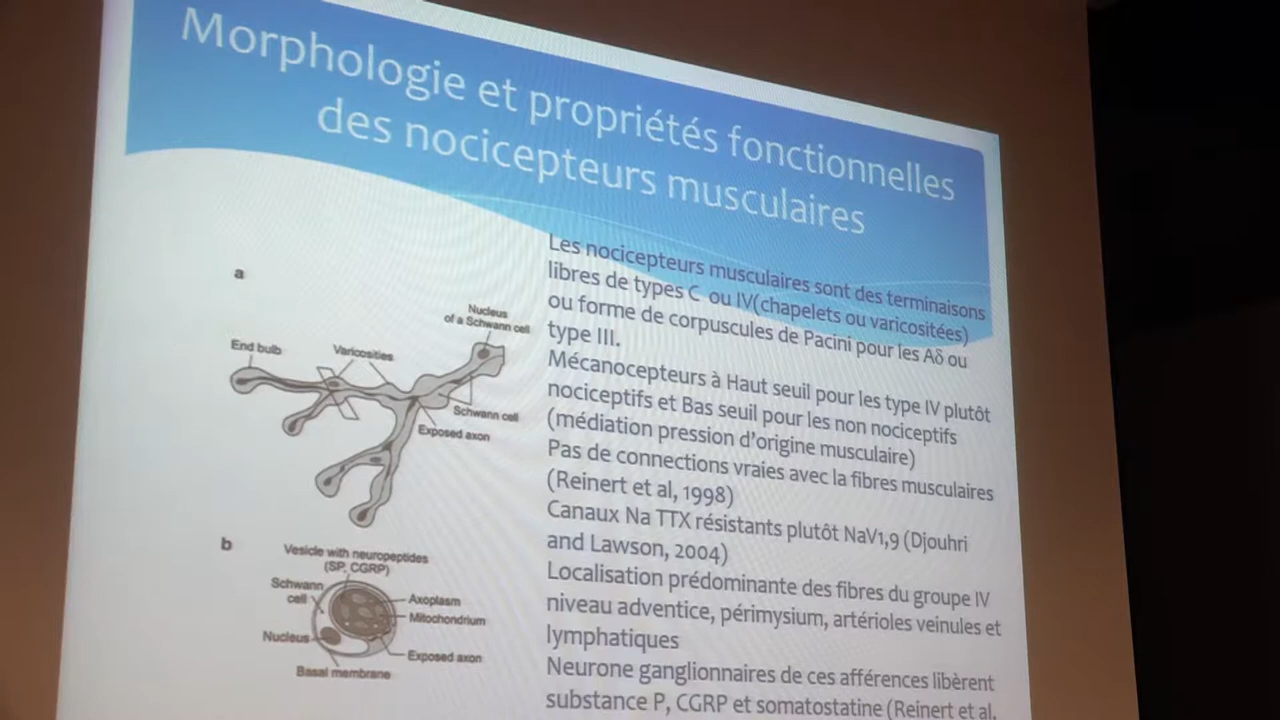 Morphologie et propriétés fonctionnelles
des nocicepteurs musculaires
Les nocicepteurs musculaires sont des terminaisons
libres de types C ou IV(chapelets ou varicositées)
ou forme de corpuscules de Pacini pour les Aδ ou
type III.
Mécanocepteurs à Haut seuil pour les type IV plutôt
nociceptifs et Bas seuil pour les non nociceptifs
(médiation pression d'origine musculaire)
Pas de connections vraies avec la fibres musculaires
(Reinert et al, 1998)
Canaux Na TTX résistants plutôt NaV1,9 (Djouhri
and Lawson, 2004)
Localisation prédominante des fibres du groupe IV
niveau adventice, périmysium, artérioles veinules et
lymphatiques
Neurone ganglionnaires de ces afférences libèrent
substance P, CGRP et somatostatine (Reinert et al,
a
Nucleus
of a Schwann cell
End bulb
Varicosities
Schwann cell
Exposed axon
b
Vesicle with neuropeptides
(SP, CGRP)
Schwann
cell
Axoplasm
Mitochondrium
Nucleus
Exposed axon
Basal membrane